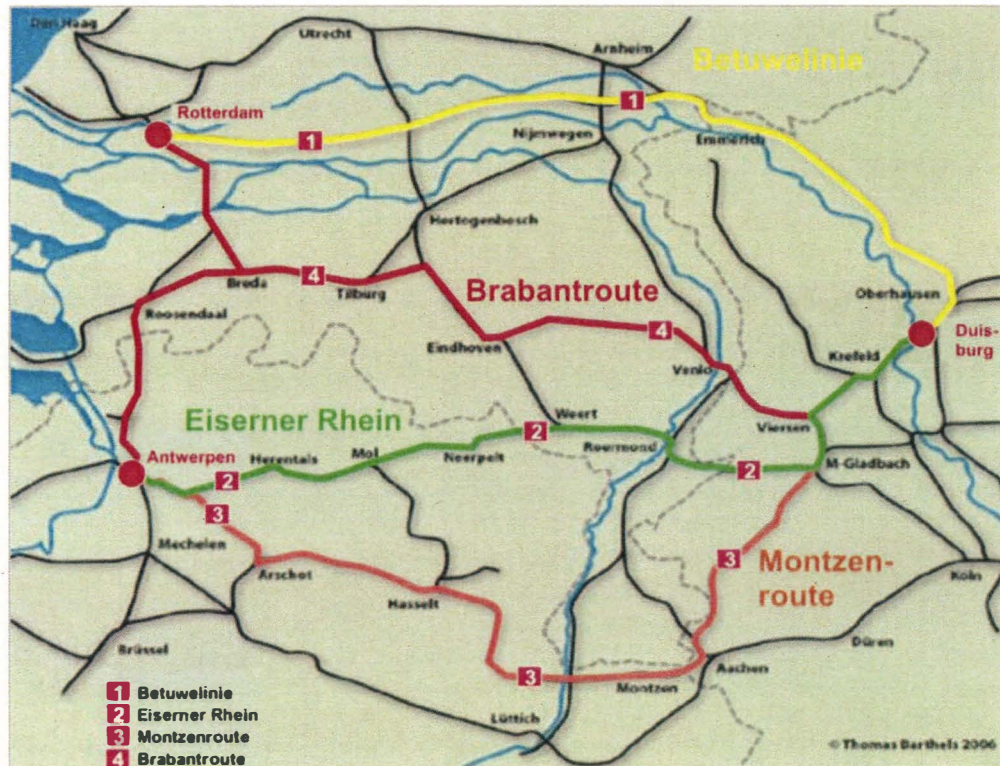 Den Haag
Utrecht
Arnheim
Betuwelinie
Rotterdam
1
1
Nijmwegen
Emmerich
Hertogenbosch
Breda
4
Tilburg
Brabantroute
Oberhausen
Roosendaal
Duis-
burg
Eindhoven
4
Krefeld
Venlo
Eiserner Rhein
Weert
Viersen
Antwerpen
Herentals
Mol
Neerpelt
2
Roermond
2
2
M-Gladbach
3
Mechelen
Arschot
3
Montzen-
route
Hasselt
Köln
Düren
Brüssel
3
Montzen
Aachen
Lüttich
1 Betuwelinie
2 Eiserner Rhein
3 Montzenroute
4 Brabantroute
© Thomas Barthels 2006